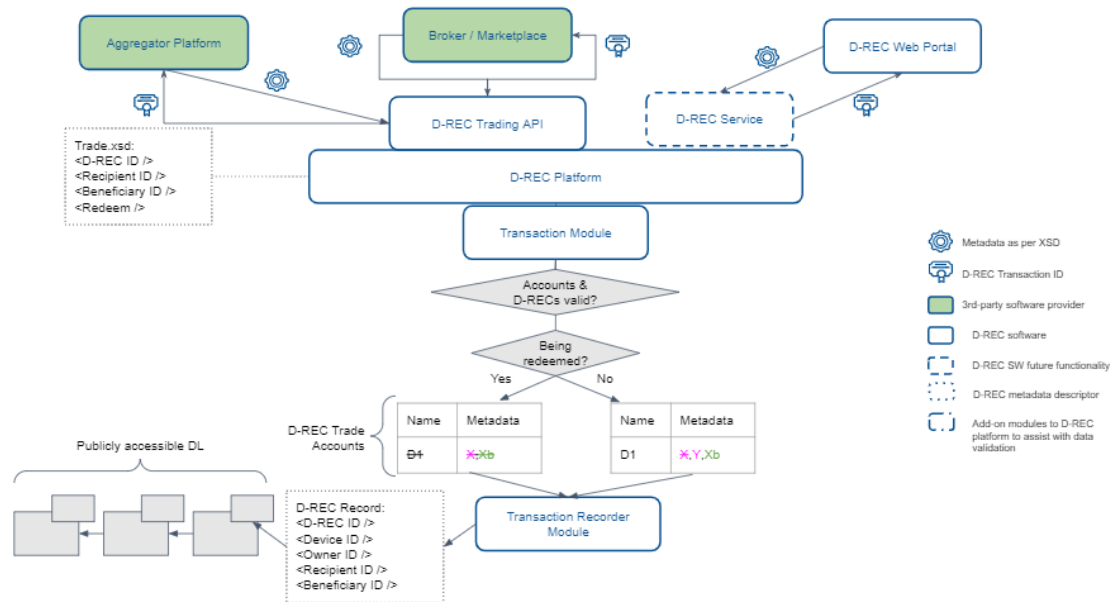 Aggregator Platform
Broker / Marketplace
D-REC Web Portal
D-REC Trading API
D-REC Service
Trade.xsd:
<D-REC ID />
<Recipient ID />
<Beneficiary ID />
<Redeem />
D-REC Platform
Transaction Module
Accounts &
D-RECs valid?
Being
redeemed?
Yes
No
D-REC Trade
Accounts
Name
Metadata
D1
X,Xb
Name
Metadata
D1
X,Y,Xb
Publicly accessible DL
D-REC Record:
<D-REC ID />
<Device ID />
<Owner ID />
<Recipient ID />
<Beneficiary ID />
Transaction Recorder
Module
Metadata as per XSD
D-REC Transaction ID
3rd-party software provider
D-REC software
D-REC SW future functionality
D-REC metadata descriptor
Add-on modules to D-REC
platform to assist with data
validation